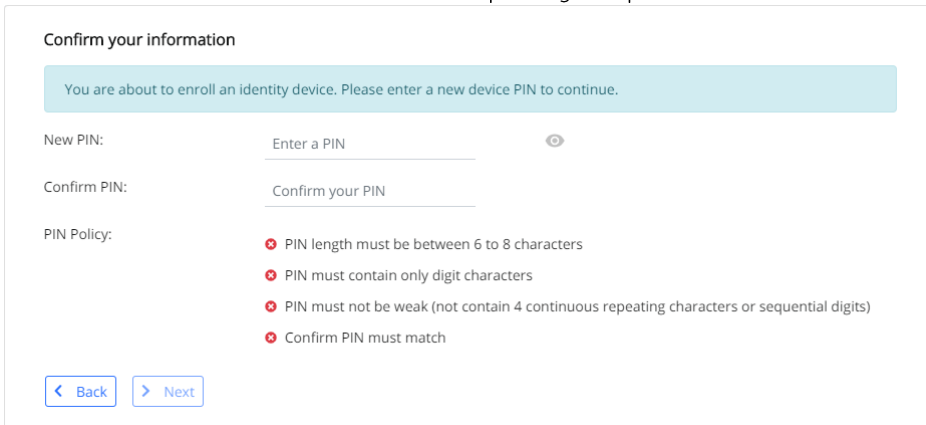 Confirm your information
You are about to enroll an identity device. Please enter a new device PIN to continue.
New PIN:
Enter a PIN
Confirm PIN:
Confirm your PIN
PIN Policy:
PIN length must be between 6 to 8 characters
PIN must contain only digit characters
PIN must not be weak (not contain 4 continuous repeating characters or sequential digits)
Confirm PIN must match
Back
Next